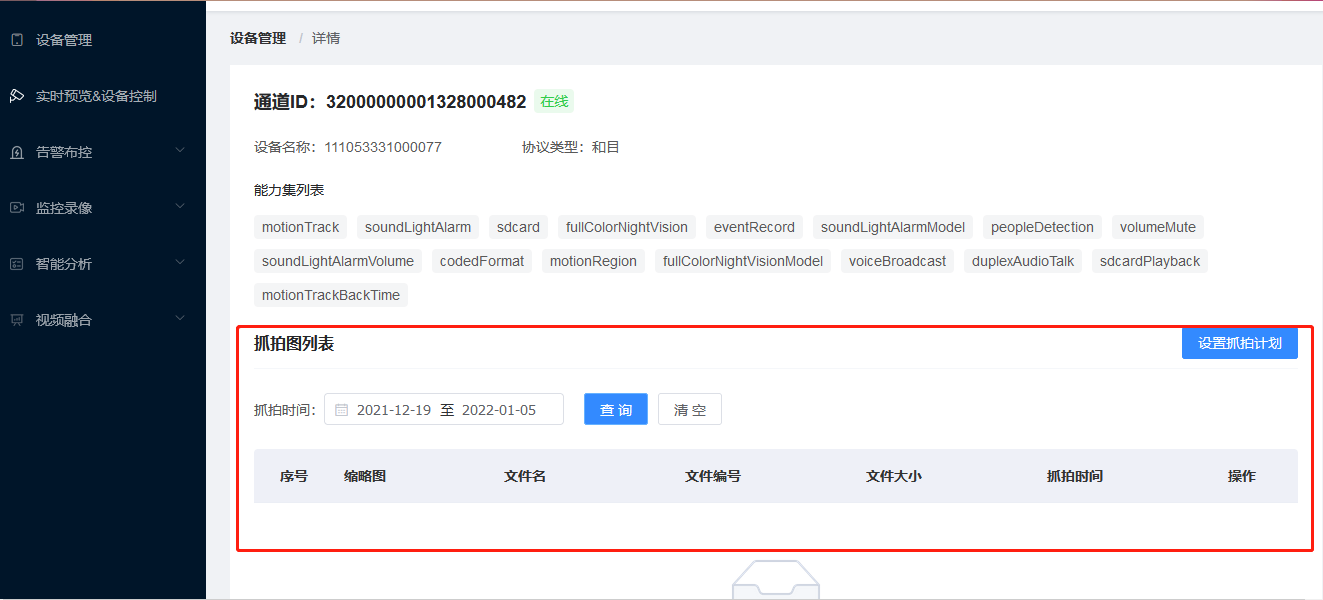 设备管理
实时预览&设备控制
告警布控
监控录像
智能分析
视频融合
设备管理 / 详情
通道ID：32000000001328000482 在线
设备名称：111053331000077 协议类型：和目
能力集列表
motionTrack soundLightAlarm sdcard fullColorNightVision eventRecord soundLightAlarmModel peopleDetection volumeMute
soundLightAlarmVolume codedFormat motionRegion fullColorNightVisionModel voiceBroadcast duplexAudioTalk sdcardPlayback
motionTrackBackTime
抓拍图列表 设置抓拍计划
抓拍时间： 2021-12-19 至 2022-01-05 查询 清空
序号 缩略图 文件名 文件编号 文件大小 抓拍时间 操作